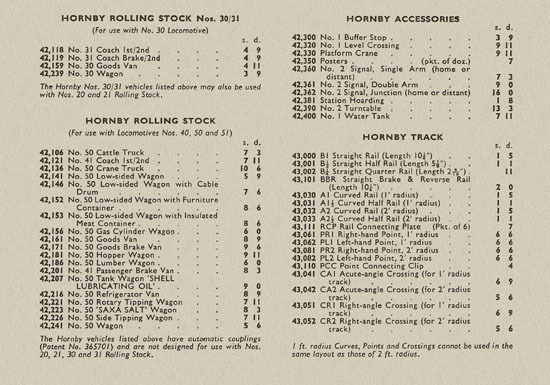 HORNBY ROLLING STOCK Nos. 30/31
(For use with No. 30 Locomotive)
s. d.
42,118 No. 31 Coach 1st/2nd . . . 4 9
42,119 No. 31 Coach Brake/2nd . . . 4 9
42,159 No. 30 Goods Van . . . 4 11
42,239 No. 30 Wagon . . . 3 9
The Hornby Nos. 30/31 vehicles listed above may also be used
with Nos. 20 and 21 Rolling Stock.
HORNBY ROLLING STOCK
(For use with Locomotives Nos. 40, 50 and 51)
s. d.
42,106 No. 50 Cattle Truck . . . 7 3
42,121 No. 41 Coach 1st/2nd . . . 7 11
42,136 No. 50 Crane Truck . . . 10 6
42,141 No. 50 Low-sided Wagon . . . 5 9
42,146 No. 50 Low-sided Wagon with Cable
Drum . . . 7 6
42,152 No. 50 Low-sided Wagon with Furniture
Container . . . 8 6
42,153 No. 50 Low-sided Wagon with Insulated
Meat Container . . . 8 6
42,156 No. 50 Gas Cylinder Wagon . . 6 0
42,161 No. 50 Goods Van . . . 8 9
42,171 No. 50 Goods Brake Van . . . 9 6
42,181 No. 50 Hopper Wagon . . . 9 11
42,186 No. 50 Lumber Wagon . . . 6 0
42,201 No. 41 Passenger Brake Van . . 8 3
42,207 No. 50 Tank Wagon 'SHELL
LUBRICATING OIL' . . . 9 0
42,216 No. 50 Refrigerator Van . . . 8 9
42,221 No. 50 Rotary Tipping Wagon . . 7 11
42,223 No. 50 'SAXA SALT' Wagon . . 8 3
42,226 No. 50 Side Tipping Wagon . . 7 11
42,241 No. 50 Wagon . . . 5 6
The Hornby vehicles listed above have automatic couplings
(Patent No. 365701) and are not designed for use with Nos.
20, 21, 30 and 31 Rolling Stock.
HORNBY ACCESSORIES
s. d.
42,300 No. 1 Buffer Stop . . . 3 9
42,320 No. 1 Level Crossing . . . 9 11
42,330 Platform Crane . . . 9 11
42,350 Posters . . . (pkt. of doz.) 7
42,360 No. 2 Signal, Single Arm (home or
distant) . . . 7 3
42,361 No. 2 Signal, Double Arm . . . 9 0
42,362 No. 2 Signal, Junction (home or distant) 16 0
42,381 Station Hoarding . . . 1 8
42,390 No. 2 Turntable . . . 13 3
42,400 No. 1 Water Tank . . . 7 11
HORNBY TRACK
s. d.
43,000 B1 Straight Rail (Length 10¼") . . 1 5
43,001 B½ Straight Half Rail (Length 5⅛") . 1 1
43,002 B¼ Straight Quarter Rail (Length 2 9/16") . 11
43,101 BBR Straight Brake & Reverse Rail
(Length 10¼") . . . 2 0
43,030 A1 Curved Rail (1' radius) . . . 1 5
43,031 A1½ Curved Half Rail (1' radius) . . 1 1
43,032 A2 Curved Rail (2' radius) . . . 1 5
43,033 A2½ Curved Half Rail (2' radius) . . 1 1
43,111 RCP Rail Connecting Plate (Pkt. of 6) 7
43,061 PR1 Right-hand Point, 1' radius . . 6 6
43,062 PL1 Left-hand Point, 1' radius . . 6 6
43,081 PR2 Right-hand Point, 2' radius . . 6 6
43,082 PL2 Left-hand Point, 2' radius . . 6 6
43,110 PCC Point Connecting Clip . . 4
43,041 CA1 Acute-angle Crossing (for 1' radius
track) . . . 6 9
43,042 CA2 Acute-angle Crossing (for 2' radius
track) . . . 5 6
43,051 CR1 Right-angle Crossing (for 1' radius
track) . . . 6 9
43,052 CR2 Right-angle Crossing (for 2' radius
track) . . . 5 6
1 ft. radius Curves, Points and Crossings cannot be used in the
same layout as those of 2 ft. radius.